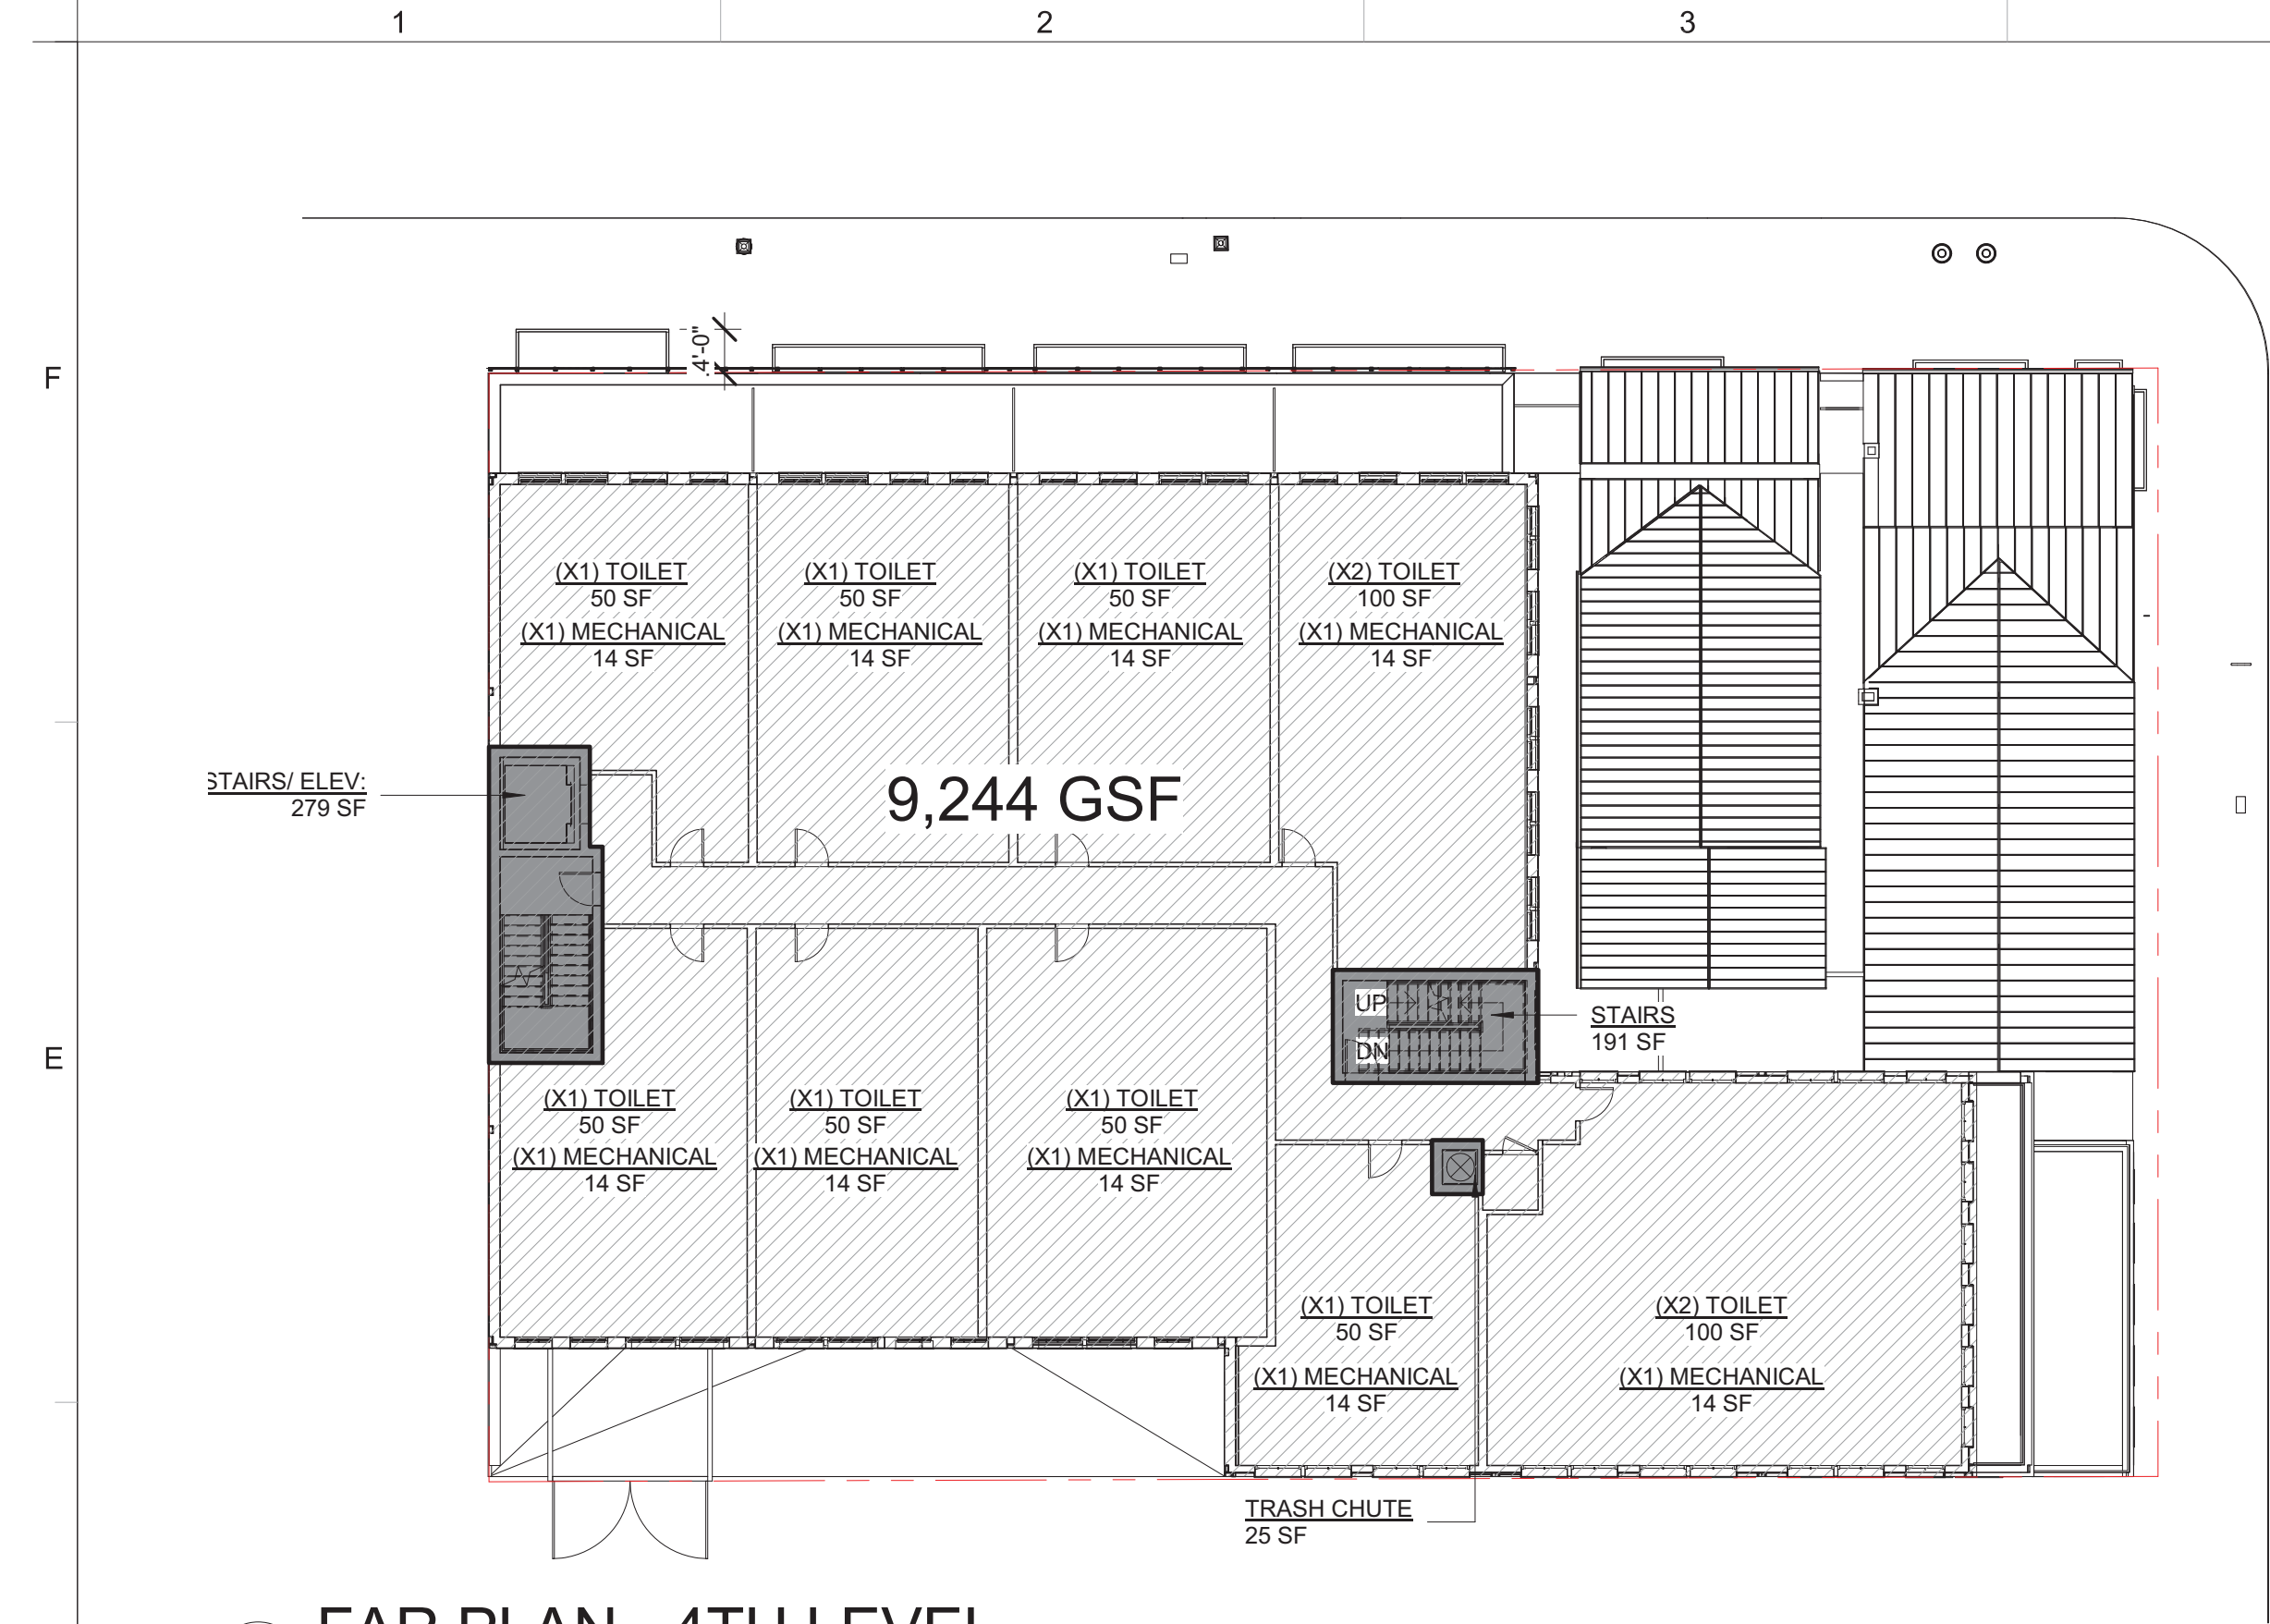 1 2 3
F
E
.4'-0"
(X1) TOILET
50 SF
(X1) MECHANICAL
14 SF
(X1) TOILET
50 SF
(X1) MECHANICAL
14 SF
(X1) TOILET
50 SF
(X1) MECHANICAL
14 SF
(X2) TOILET
100 SF
(X1) MECHANICAL
14 SF
STAIRS/ ELEV:
279 SF
9,244 GSF
UP
DN
STAIRS
191 SF
(X1) TOILET
50 SF
(X1) MECHANICAL
14 SF
(X1) TOILET
50 SF
(X1) MECHANICAL
14 SF
(X1) TOILET
50 SF
(X1) MECHANICAL
14 SF
(X1) TOILET
50 SF
(X1) MECHANICAL
14 SF
(X2) TOILET
100 SF
(X1) MECHANICAL
14 SF
TRASH CHUTE
25 SF
FAR PLAN - 4TH LEVEL